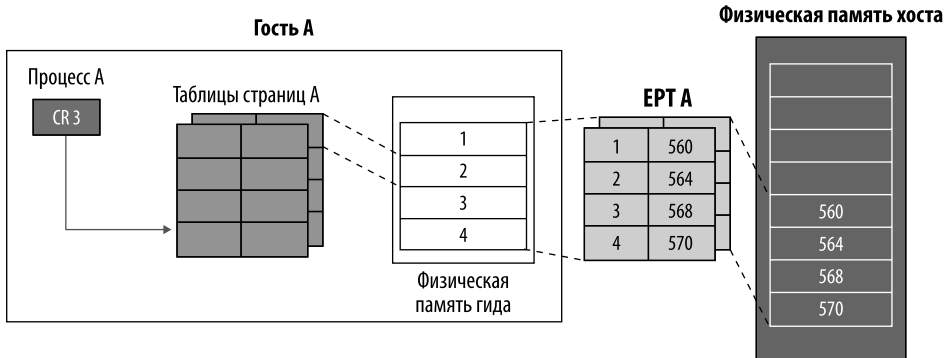 Физическая память хоста
Гость А
Процесс А
CR 3
Таблицы страниц А
1
2
3
4
Физическая
память гида
EPT A
1 560
2 564
3 568
4 570
560
564
568
570